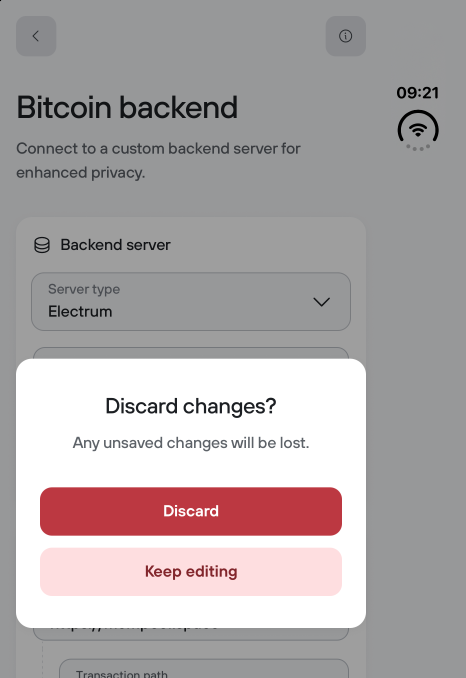 09:21
Bitcoin backend
Connect to a custom backend server for
enhanced privacy.
Backend server
Server type
Electrum
Discard changes?
Any unsaved changes will be lost.
Discard
Keep editing
Transaction path